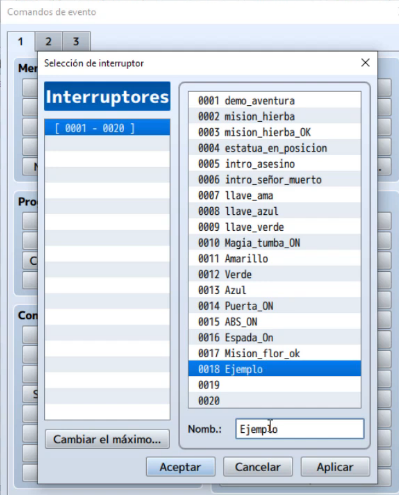 Comandos de evento
1 2 3
Selección de interruptor
Interruptores
[ 0001 - 0020 ]
0001 demo_aventura
0002 mision_hierba
0003 mision_hierba_OK
0004 estatua_en_posicion
0005 intro_asesino
0006 intro_señor_muerto
0007 llave_ama
0008 llave_azul
0009 llave_verde
0010 Magia_tumba_ON
0011 Amarillo
0012 Verde
0013 Azul
0014 Puerta_ON
0015 ABS_ON
0016 Espada_On
0017 Mision_flor_ok
0018 Ejemplo
0019
0020
Nomb.: Ejemplo
Cambiar el máximo...
Aceptar Cancelar Aplicar